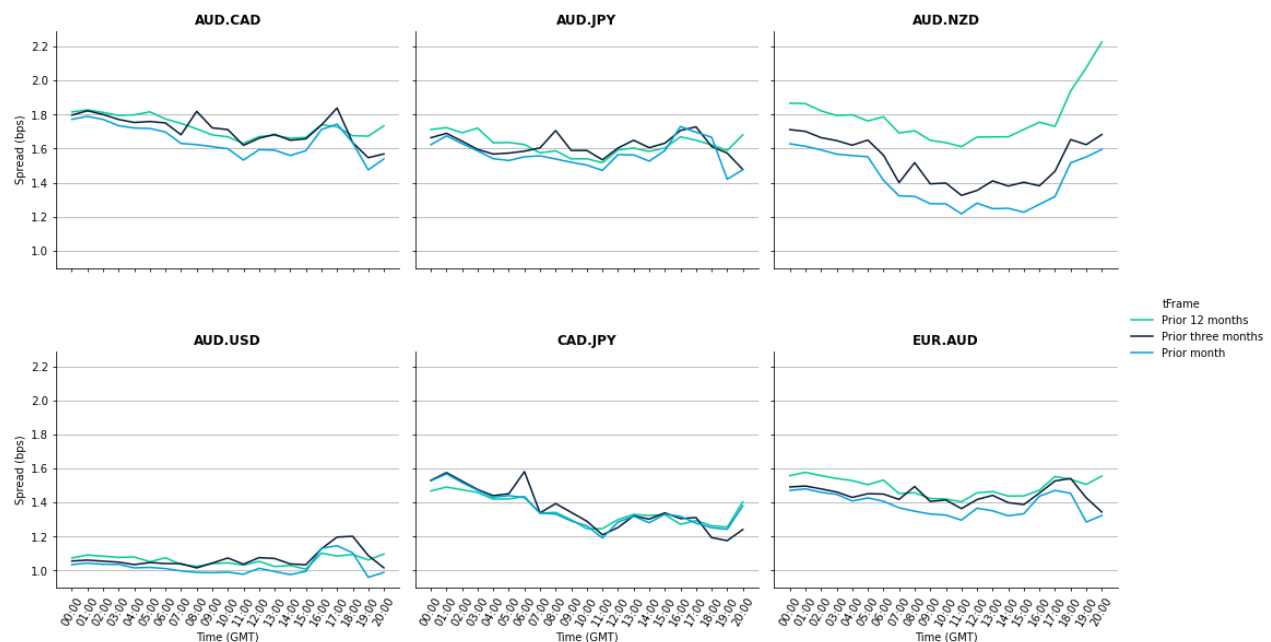 AUD.CAD AUD.JPY AUD.NZD
2.2
2.0
1.8
1.6
1.4
1.2
1.0
Spread (bps)
tFrame
Prior 12 months
Prior three months
Prior month
AUD.USD CAD.JPY EUR.AUD
2.2
2.0
1.8
1.6
1.4
1.2
1.0
Spread (bps)
00:00 01:00 02:00 03:00 04:00 05:00 06:00 07:00 08:00 09:00 10:00 11:00 12:00 13:00 14:00 15:00 16:00 17:00 18:00 19:00 20:00
Time (GMT)
00:00 01:00 02:00 03:00 04:00 05:00 06:00 07:00 08:00 09:00 10:00 11:00 12:00 13:00 14:00 15:00 16:00 17:00 18:00 19:00 20:00
Time (GMT)
00:00 01:00 02:00 03:00 04:00 05:00 06:00 07:00 08:00 09:00 10:00 11:00 12:00 13:00 14:00 15:00 16:00 17:00 18:00 19:00 20:00
Time (GMT)